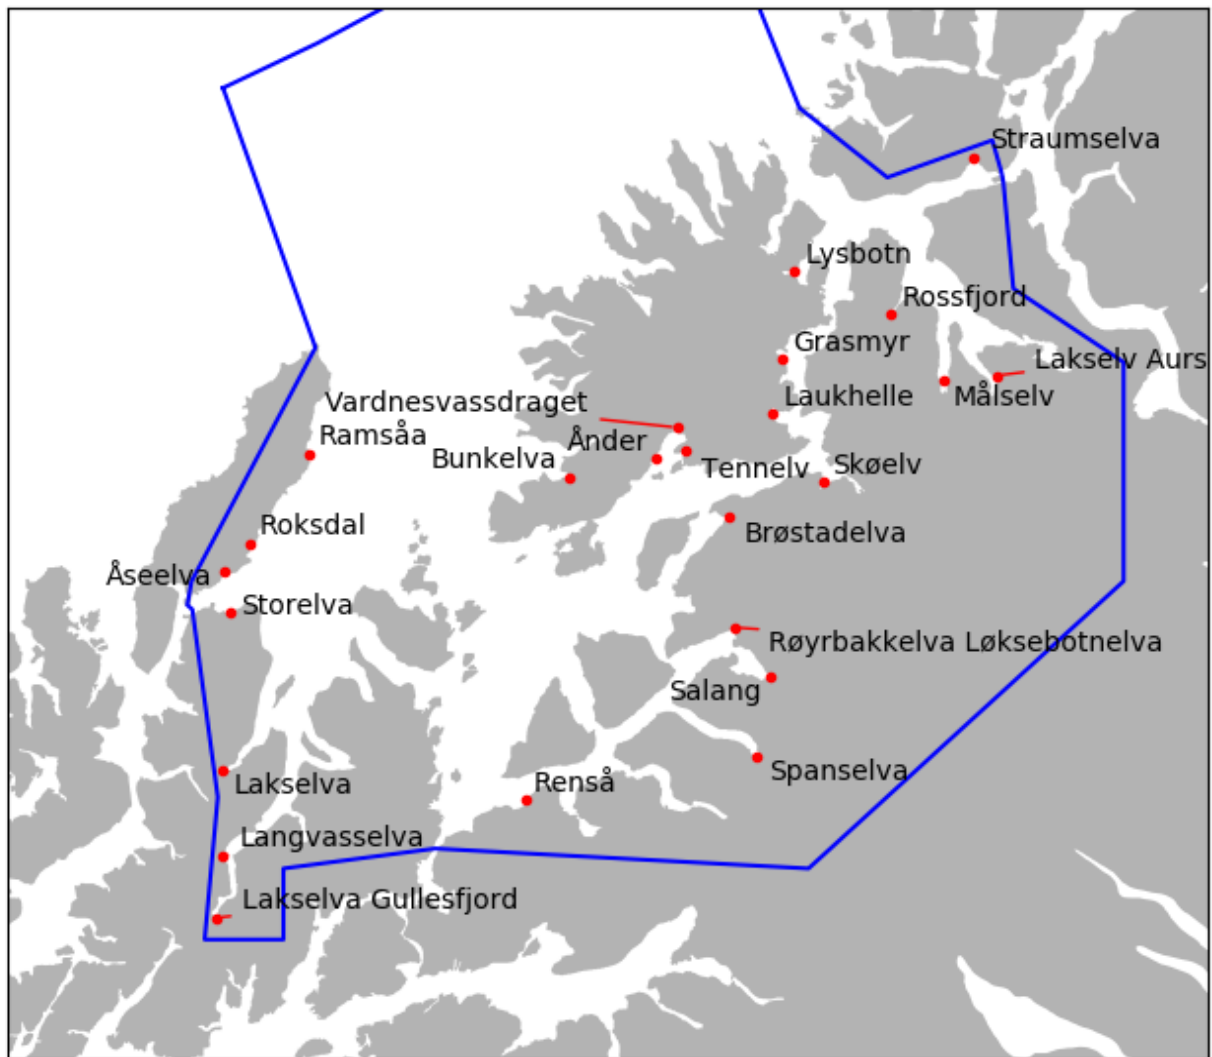 Straumselva
Lysbotn
Rossfjord
Grasmyr
Lakselv Aurs
Målselv
Laukhelle
Vardnesvassdraget
Ramsåa
Ånder
Bunkelva
Tennelv
Skøelv
Roksdal
Brøstadelva
Åseelva
Storelva
Røyrbakkelva Løksebotnelva
Salang
Spanselva
Renså
Lakselva
Langvasselva
Lakselva Gullesfjord